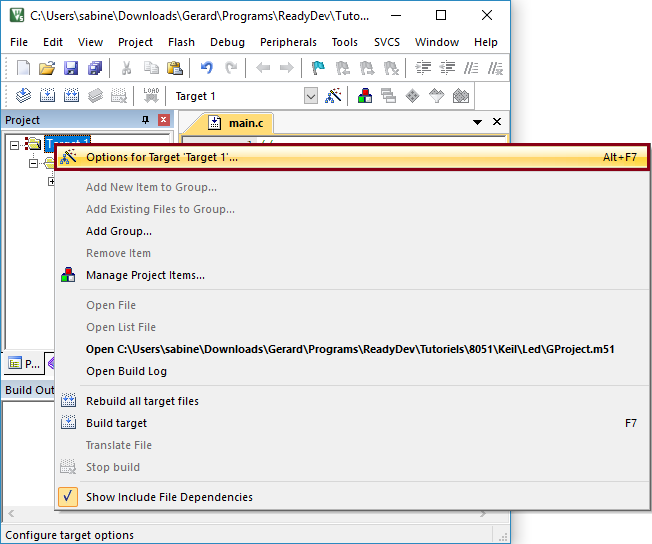 C:\Users\sabine\Downloads\Gerard\Programs\ReadyDev\Tuto...
File Edit View Project Flash Debug Peripherals Tools SVCS Window Help
LOAD Target 1
Project
main.c
Target 1
1 //
Options for Target 'Target 1'... Alt+F7
Add New Item to Group...
Add Existing Files to Group...
Add Group...
Remove Item
Manage Project Items...
Open File
Open List File
Open C:\Users\sabine\Downloads\Gerard\Programs\ReadyDev\Tutoriels\8051\Keil\Led\GProject.m51
P...
Open Build Log
Build Out
Rebuild all target files
Build target F7
Translate File
Stop build
Show Include File Dependencies
Configure target options